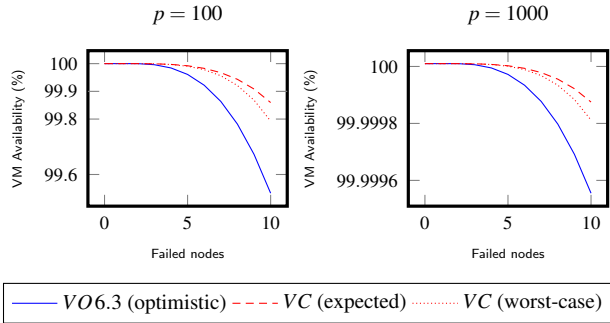 p = 100
p = 1000
VM Availability (%)
100
99.9
99.8
99.6
0
5
10
Failed nodes
VM Availability (%)
100
99.9998
99.9996
0
5
10
Failed nodes
VO6.3 (optimistic) VC (expected) VC (worst-case)